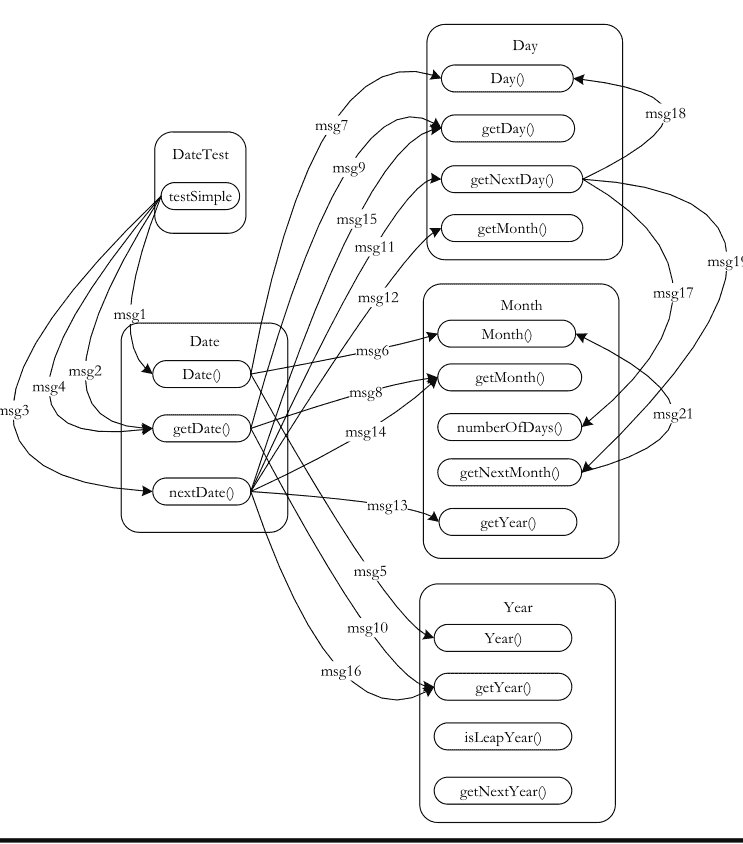 Day
Day()
getDay()
getNextDay()
getMonth()
DateTest
testSimple
Date
Date()
getDate()
nextDate()
Month
Month()
getMonth()
numberOfDays()
getNextMonth()
getYear()
Year
Year()
getYear()
isLeapYear()
getNextYear()
msg7
msg9
msg15
msg11
msg12
msg6
msg8
msg14
msg13
msg5
msg10
msg16
msg1
msg2
msg4
msg3
msg18
msg19
msg17
msg21